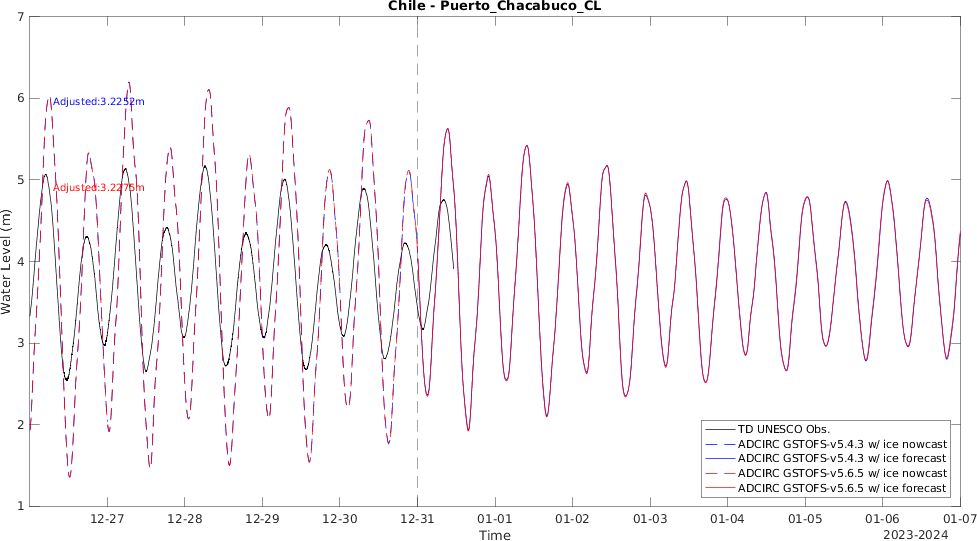 Chile - Puerto_Chacabuco_CL
7
6
5
4
3
2
1
Water Level (m)
Adjusted:3.2252m
Adjusted:3.2275m
TD UNESCO Obs.
ADCIRC GSTOFS-v5.4.3 w/ ice nowcast
ADCIRC GSTOFS-v5.4.3 w/ ice forecast
ADCIRC GSTOFS-v5.6.5 w/ ice nowcast
ADCIRC GSTOFS-v5.6.5 w/ ice forecast
12-27 12-28 12-29 12-30 12-31 01-01 01-02 01-03 01-04 01-05 01-06 01-07
Time
2023-2024